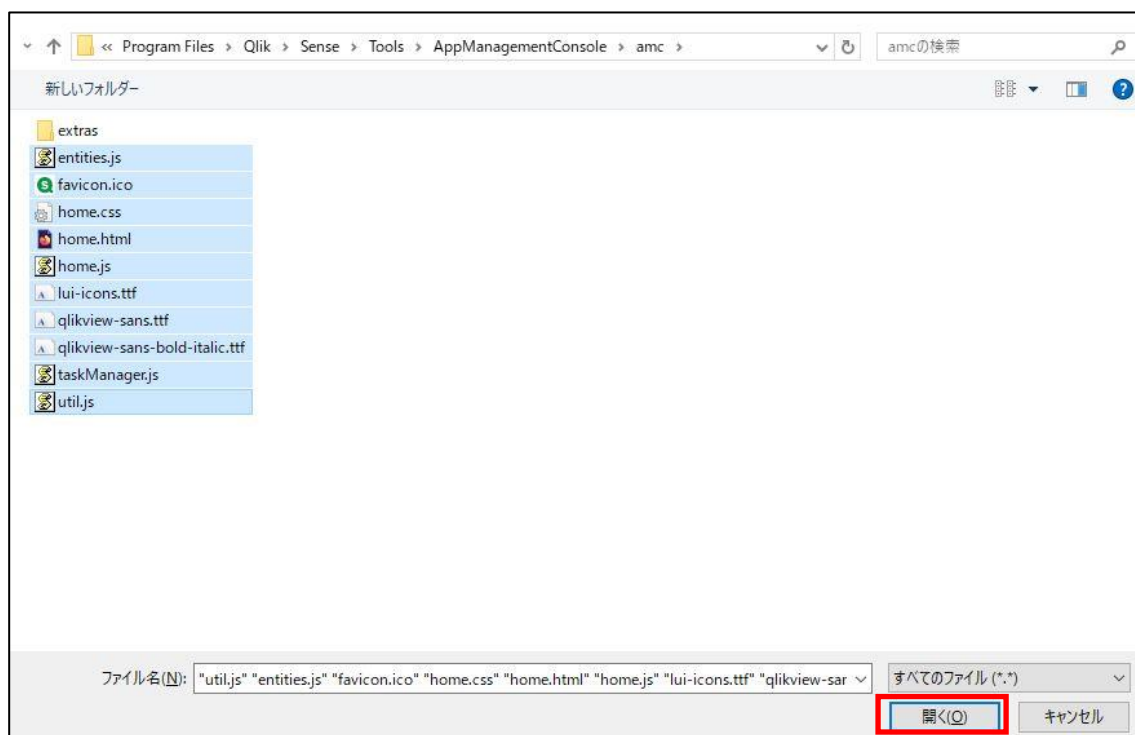 « Program Files › Qlik › Sense › Tools › AppManagementConsole › amc ›
amcの検索
新しいフォルダー
extras
entities.js
favicon.ico
home.css
home.html
home.js
lui-icons.ttf
qlikview-sans.ttf
qlikview-sans-bold-italic.ttf
taskManager.js
util.js
ファイル名(N): "util.js" "entities.js" "favicon.ico" "home.css" "home.html" "home.js" "lui-icons.ttf" "qlikview-sar
すべてのファイル (*.*)
開く(O)
キャンセル